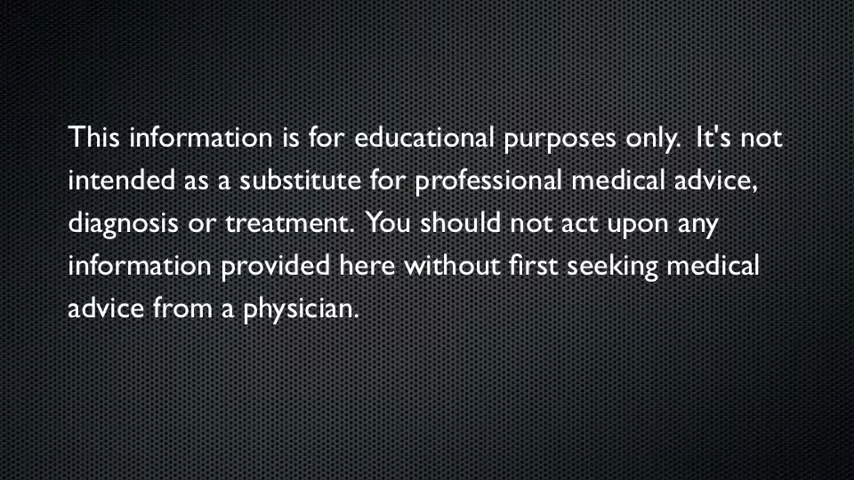 This information is for educational purposes only.  It's not
intended as a substitute for professional medical advice,
diagnosis or treatment.  You should not act upon any
information provided here without first seeking medical
advice from a physician.